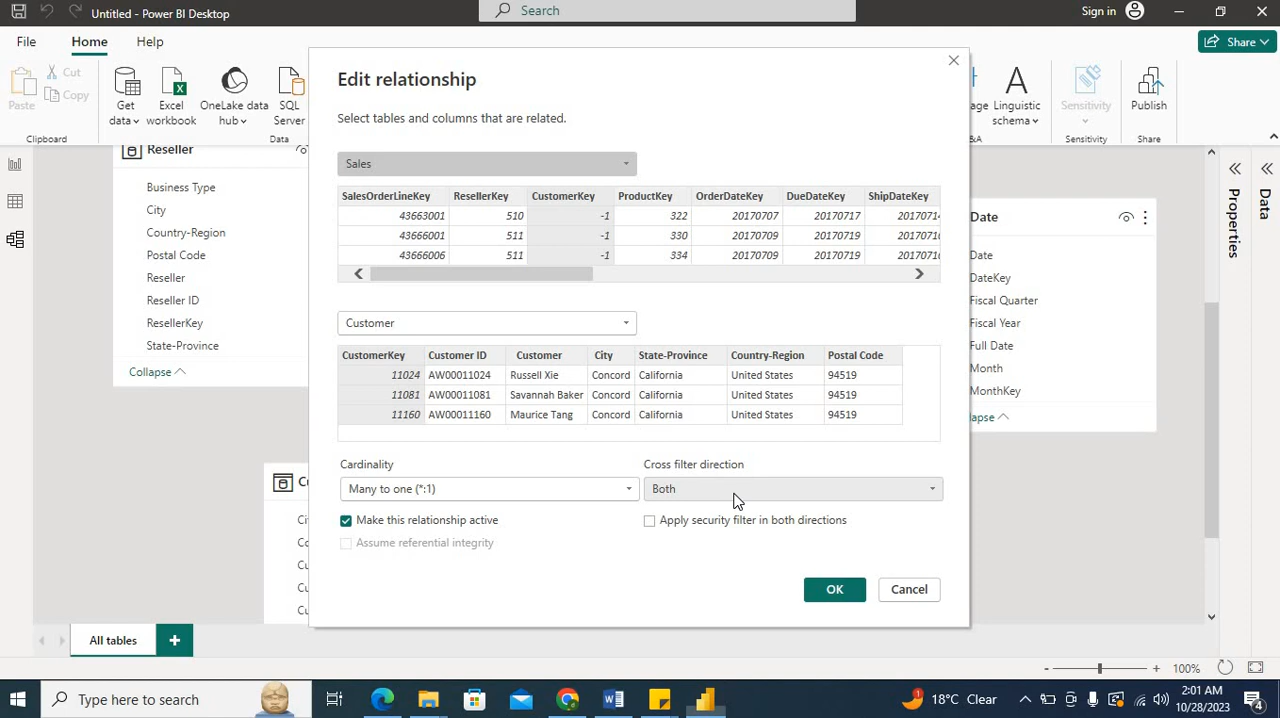 Untitled - Power BI Desktop
Search
Sign in
File
Home
Help
Share
Paste
Cut
Copy
Clipboard
Get data
Excel workbook
OneLake data hub
SQL Server
Data
Linguistic schema
Sensitivity
Sensitivity
Publish
Share
Reseller
Business Type
City
Country-Region
Postal Code
Reseller
Reseller ID
ResellerKey
State-Province
Collapse
Edit relationship
Select tables and columns that are related.
Sales
SalesOrderLineKey ResellerKey CustomerKey ProductKey OrderDateKey DueDateKey ShipDateKey
43663001 510 -1 322 20170707 20170717 20170714
43666001 511 -1 330 20170709 20170719
43666006 511 -1 334 20170709 20170719
Customer
CustomerKey Customer ID Customer City State-Province Country-Region Postal Code
11024 AW00011024 Russell Xie Concord California United States 94519
11081 AW00011081 Savannah Baker Concord California United States 94519
11160 AW00011160 Maurice Tang Concord California United States 94519
Cardinality
Many to one (*:1)
Make this relationship active
Assume referential integrity
Cross filter direction
Both
Apply security filter in both directions
OK
Cancel
Date
Date
DateKey
Fiscal Quarter
Fiscal Year
Full Date
Month
MonthKey
Properties
Data
All tables
100%
Type here to search
18°C Clear
2:01 AM
10/28/2023
4